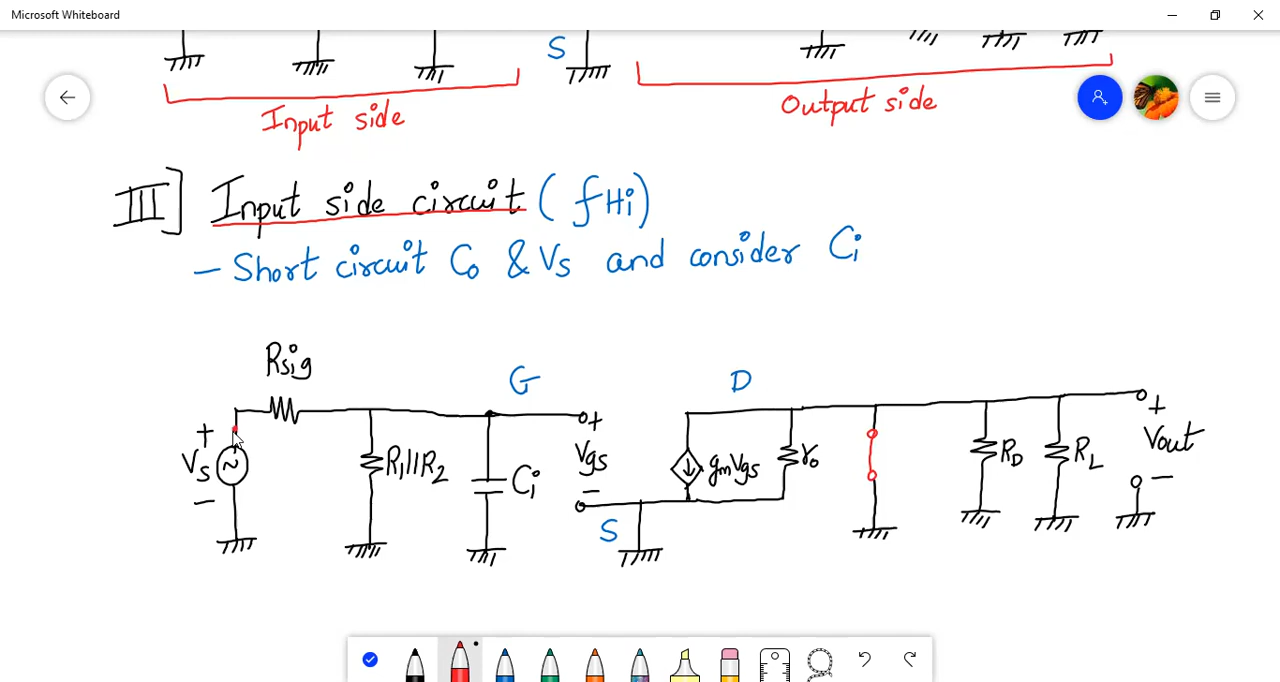 Microsoft Whiteboard
S
Input side
Output side
III] Input side circuit (fHi)
- Short circuit Co & Vs and consider Ci
Rsig
G
D
+
Vs
-
R1||R2
Ci
+
Vgs
-
S
gmVgs
ro
RD
RL
+
Vout
-